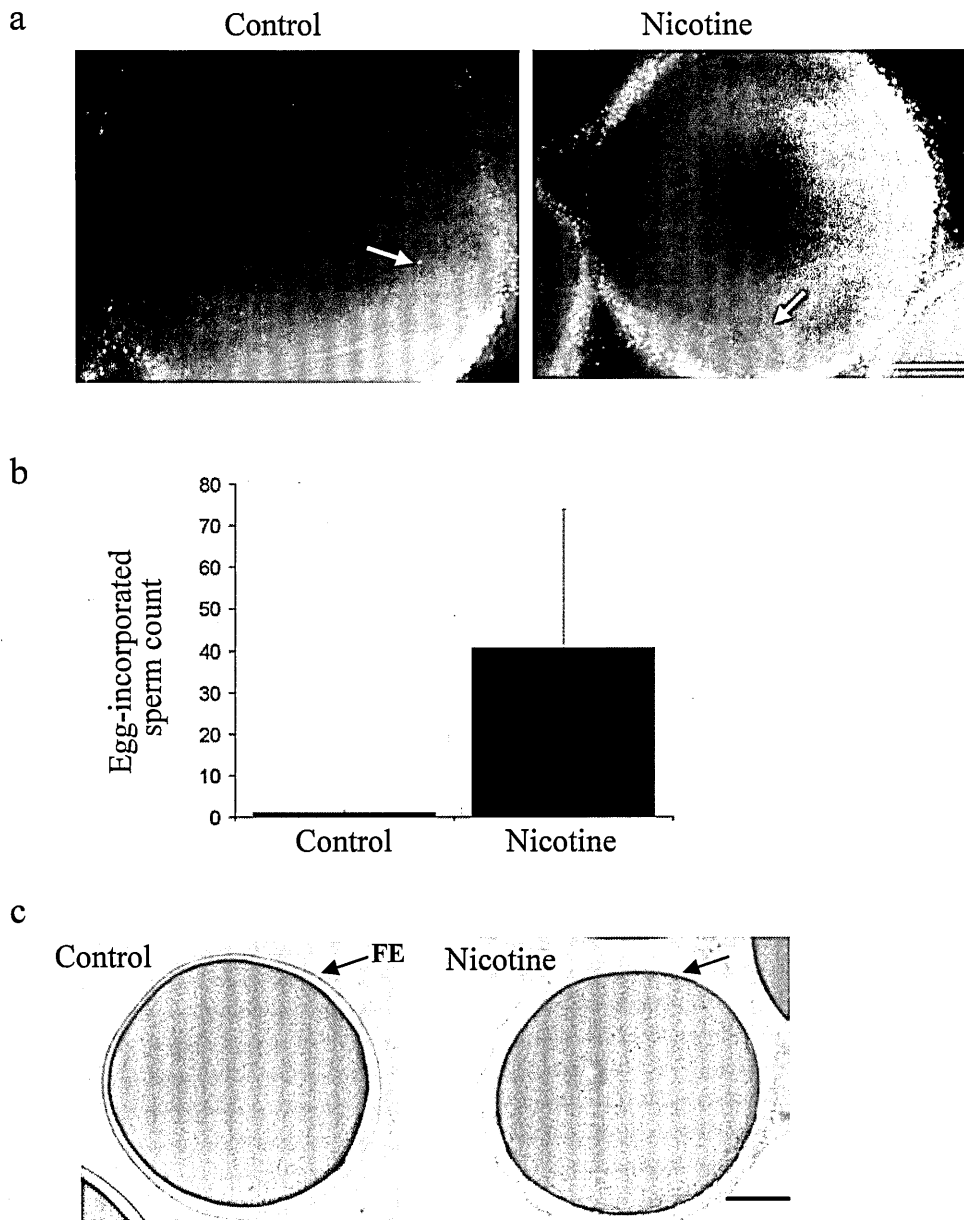 a
Control Nicotine
b
80
70
60
50
40
30
20
10
0
Egg-incorporated
sperm count
Control Nicotine
c
Control FE Nicotine